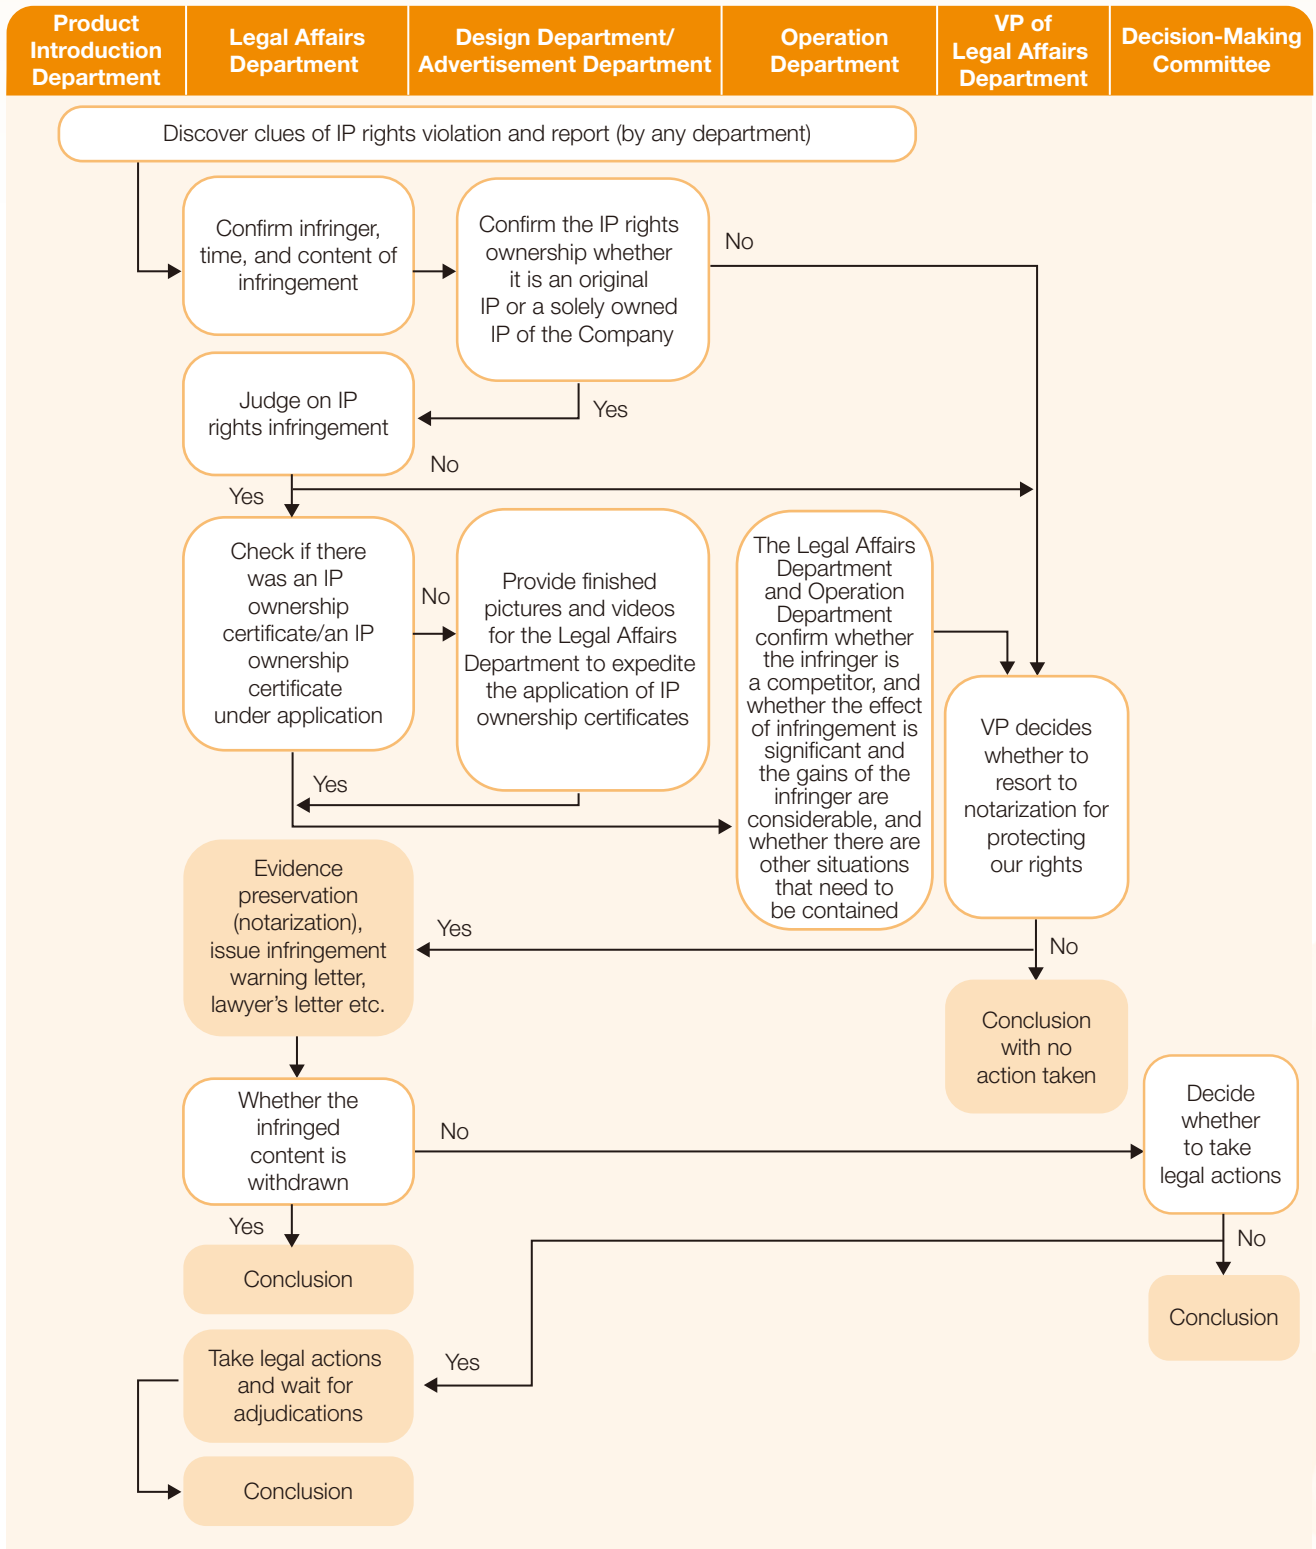 Product
Introduction
Department
Legal Affairs
Department
Design Department/
Advertisement Department
Operation
Department
VP of
Legal Affairs
Department
Decision-Making
Committee
Discover clues of IP rights violation and report (by any department)
Confirm infringer,
time, and content of
infringement
Confirm the IP rights
ownership whether
it is an original
IP or a solely owned
IP of the Company
No
Judge on IP
rights infringement
Yes
No
Yes
Check if there
was an IP
ownership
certificate/an IP
ownership
certificate
under application
No
Provide finished
pictures and videos
for the Legal Affairs
Department to expedite
the application of IP
ownership certificates
The Legal Affairs
Department
and Operation
Department
confirm whether
the infringer is
a competitor, and
whether the effect
of infringement is
significant and
the gains of the
infringer are
considerable, and
whether there are
other situations
that need to
be contained
VP decides
whether to
resort to
notarization for
protecting
our rights
Yes
Evidence
preservation
(notarization),
issue infringement
warning letter,
lawyer's letter etc.
Yes
No
Conclusion
with no
action taken
Whether the
infringed
content is
withdrawn
No
Decide
whether
to take
legal actions
Yes
No
Conclusion
Conclusion
Take legal actions
and wait for
adjudications
Yes
Conclusion